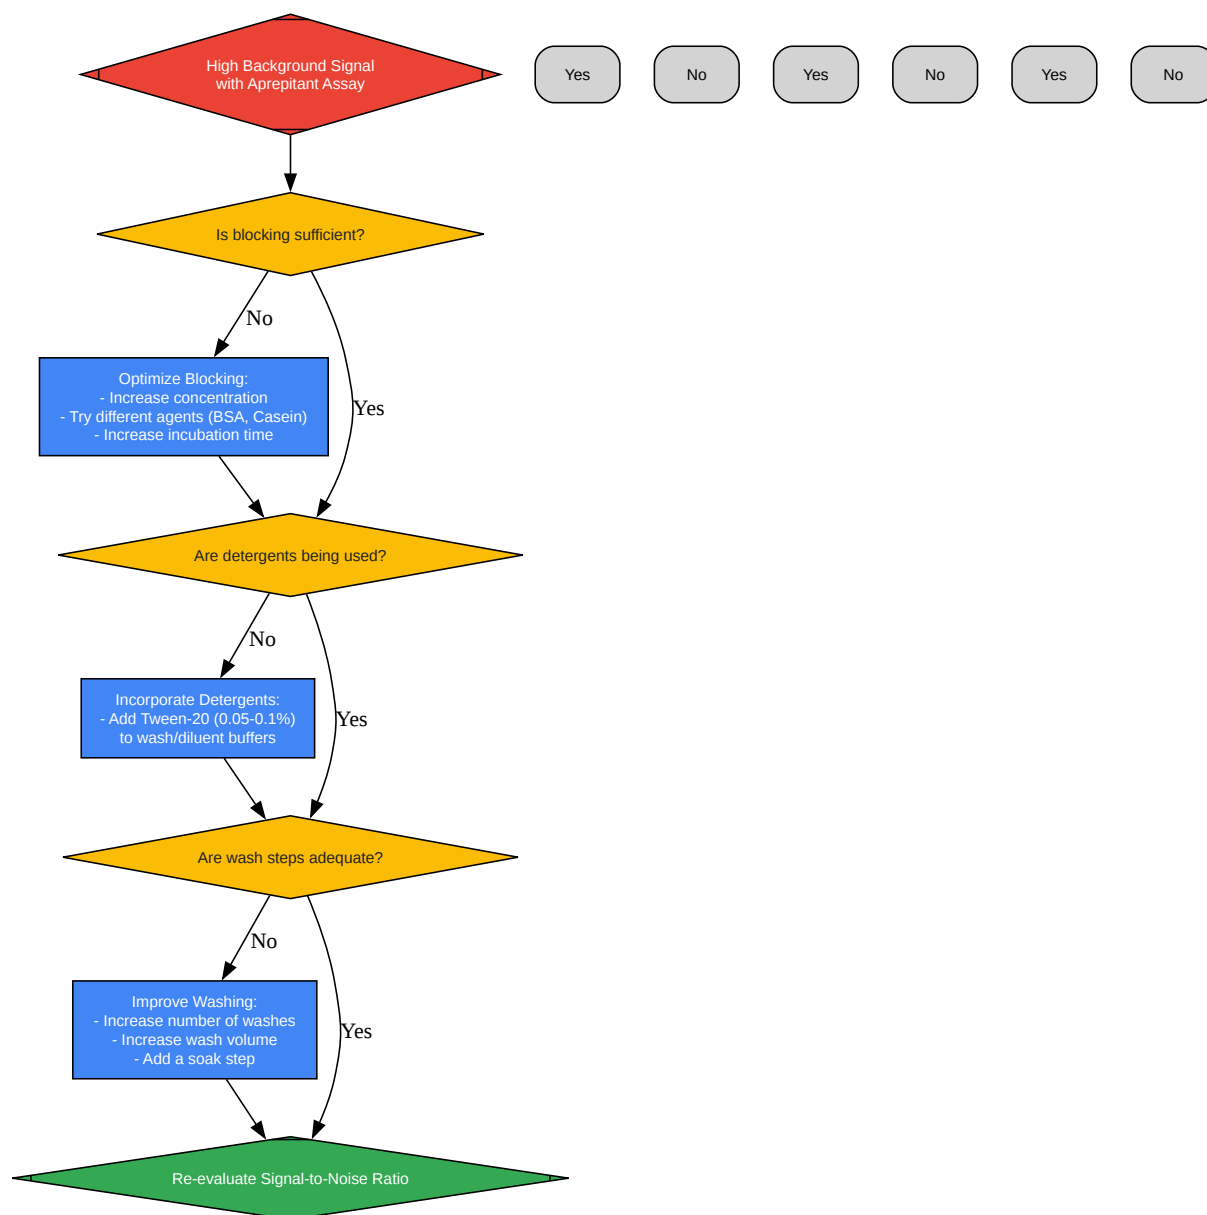 High Background Signal
with Aprepitant Assay
Yes
No
Yes
No
Yes
No
Is blocking sufficient?
No
Optimize Blocking:
- Increase concentration
- Try different agents (BSA, Casein)
- Increase incubation time
Yes
Are detergents being used?
No
Incorporate Detergents:
- Add Tween-20 (0.05-0.1%)
to wash/diluent buffers
Yes
Are wash steps adequate?
No
Improve Washing:
- Increase number of washes
- Increase wash volume
- Add a soak step
Yes
Re-evaluate Signal-to-Noise Ratio